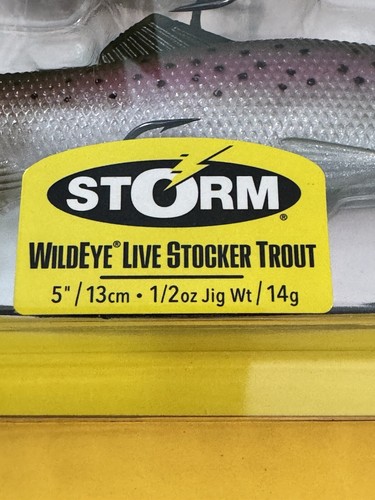 STORM®
WILDEYE® LIVE STOCKER TROUT
5" / 13cm • 1/2oz Jig Wt / 14g